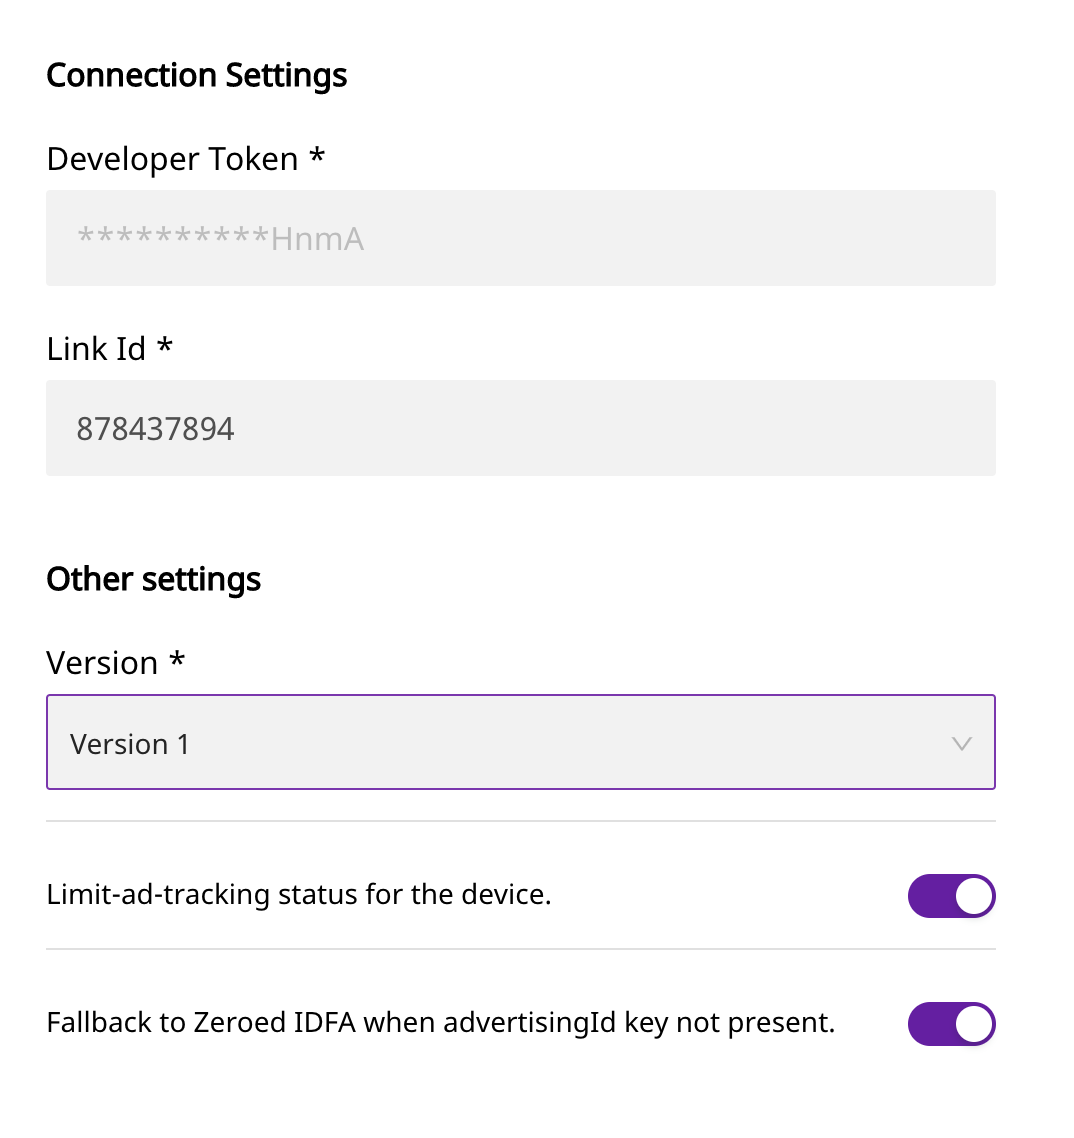 Connection Settings
Developer Token *
**********HnmA
Link Id *
878437894
Other settings
Version *
Version 1
Limit-ad-tracking status for the device.
Fallback to Zeroed IDFA when advertisingId key not present.